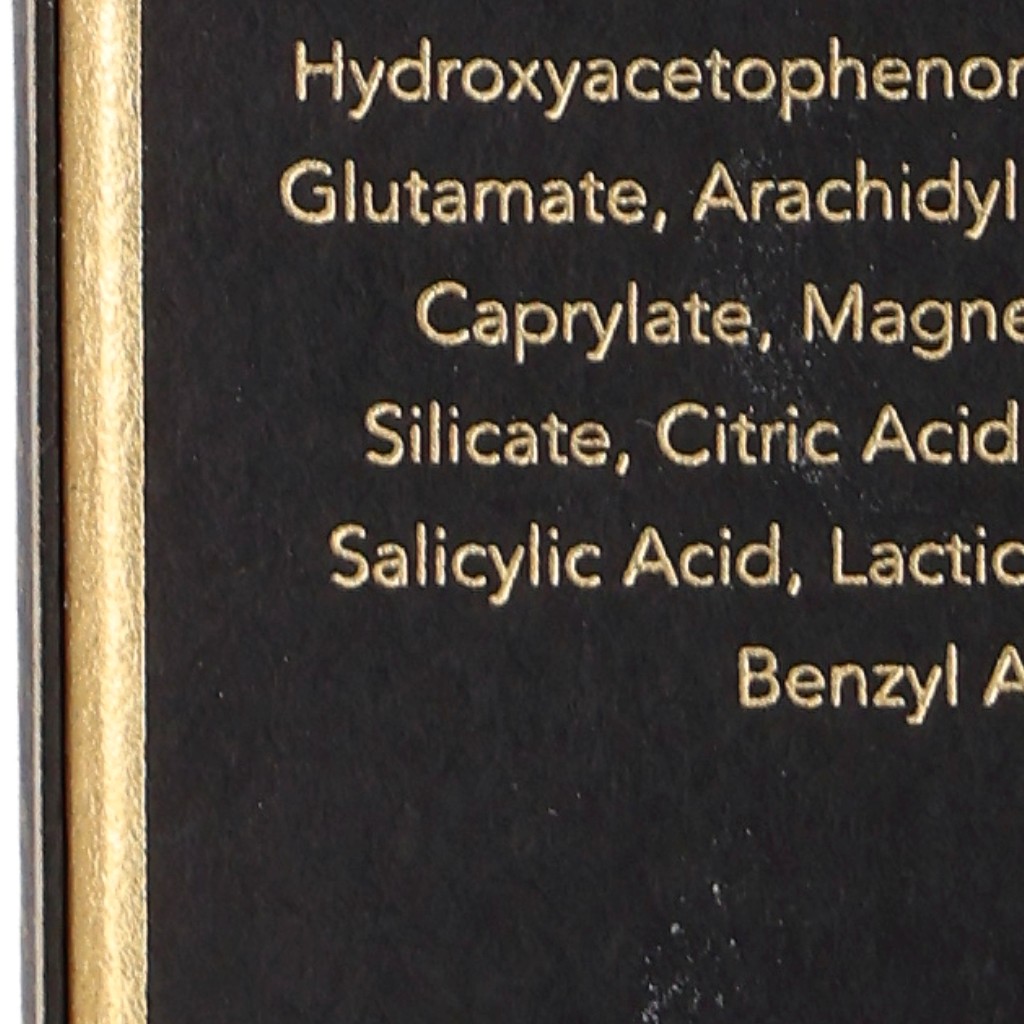 Hydroxyacetophenon
Glutamate, Arachidyl
Caprylate, Magne
Silicate, Citric Acid
Salicylic Acid, Lactic
Benzyl A